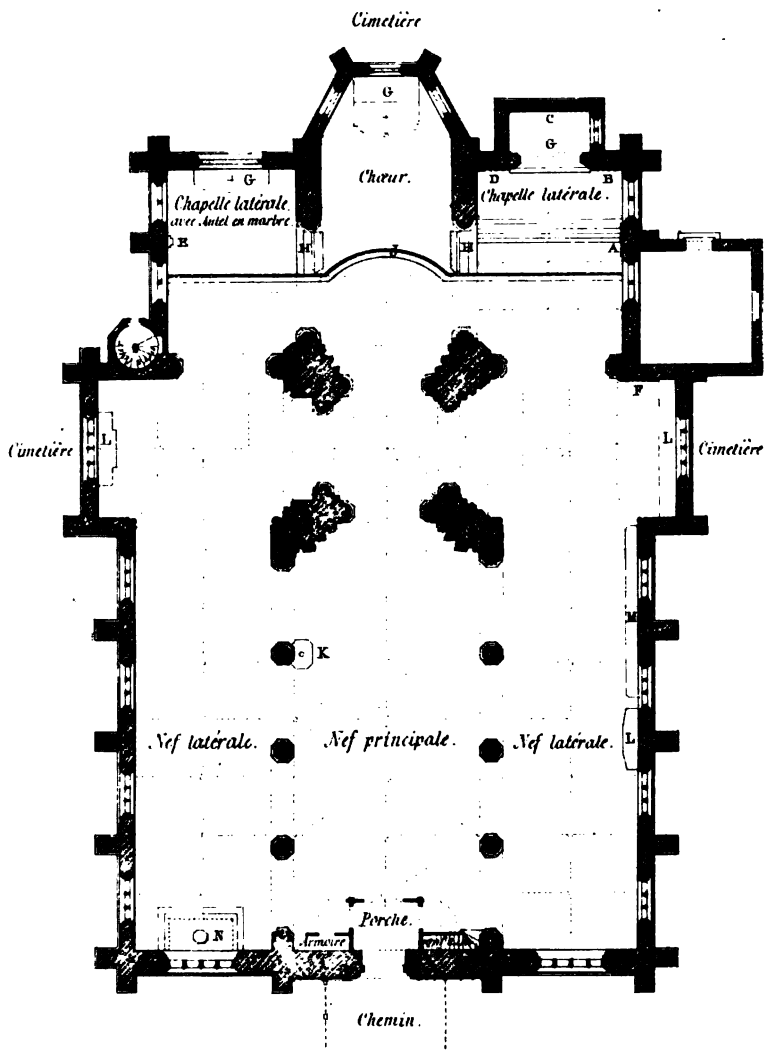 Cimetière
G
C
G
Chœur.
D
B
G
Chapelle latérale
avec Autel en marbre.
Chapelle latérale.
E
H
J
H
A
F
L
L
Cimetière
Cimetière
M
C
K
Nef latérale.
Nef principale.
Nef latérale.
L
Porche.
N
Armoire
Chemin.